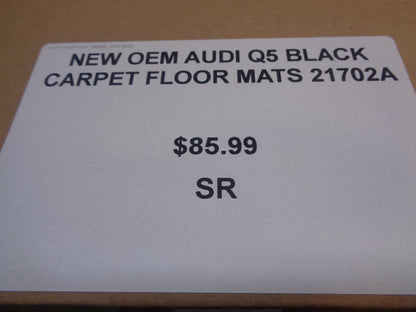 NEW OEM AUDI Q5 BLACK
CARPET FLOOR MATS 21702A
$85.99
SR